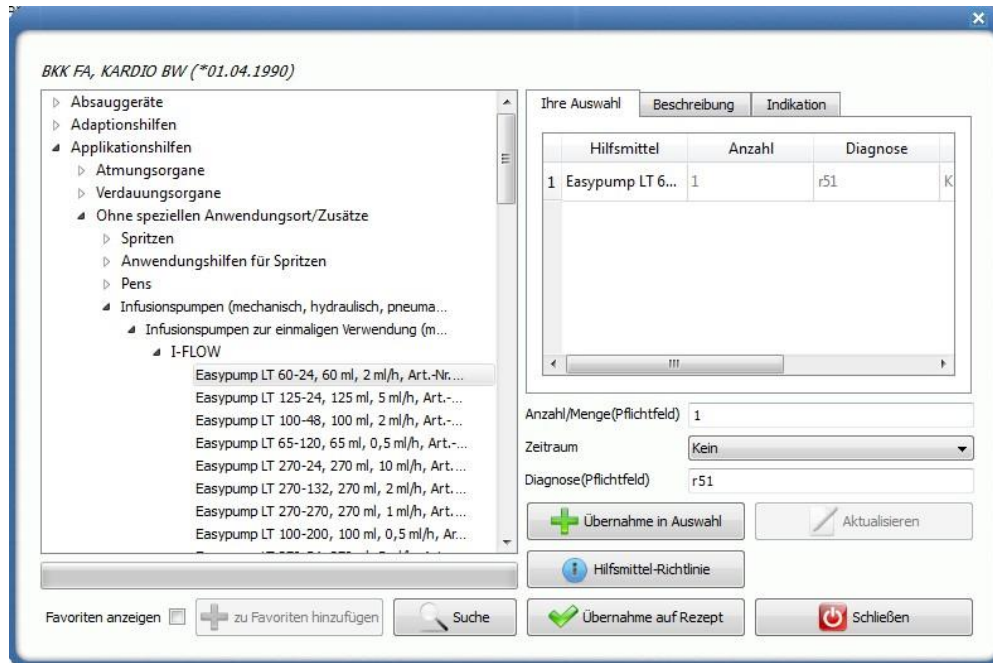 BKK FA, KARDIO BW (*01.04.1990)
Absauggeräte
Adaptionshilfen
Applikationshilfen
Atmungsorgane
Verdauungsorgane
Ohne speziellen Anwendungsort/Zusätze
Spritzen
Anwendungshilfen für Spritzen
Pens
Infusionspumpen (mechanisch, hydraulisch, pneuma...
Infusionspumpen zur einmaligen Verwendung (m...
I-FLOW
Easypump LT 60-24, 60 ml, 2 ml/h, Art.-Nr....
Easypump LT 125-24, 125 ml, 5 ml/h, Art.-...
Easypump LT 100-48, 100 ml, 2 ml/h, Art.-...
Easypump LT 65-120, 65 ml, 0,5 ml/h, Art.-...
Easypump LT 270-24, 270 ml, 10 ml/h, Art....
Easypump LT 270-132, 270 ml, 2 ml/h, Art....
Easypump LT 270-270, 270 ml, 1 ml/h, Art....
Easypump LT 100-200, 100 ml, 0,5 ml/h, Ar...
Favoriten anzeigen
zu Favoriten hinzufügen
Suche
Ihre Auswahl Beschreibung Indikation
Hilfsmittel Anzahl Diagnose
1 Easypump LT 6... 1 r51 K
Anzahl/Menge(Pflichtfeld) 1
Zeitraum Kein
Diagnose(Pflichtfeld) r51
Übernahme in Auswahl Aktualisieren
Hilfsmittel-Richtlinie
Übernahme auf Rezept Schließen